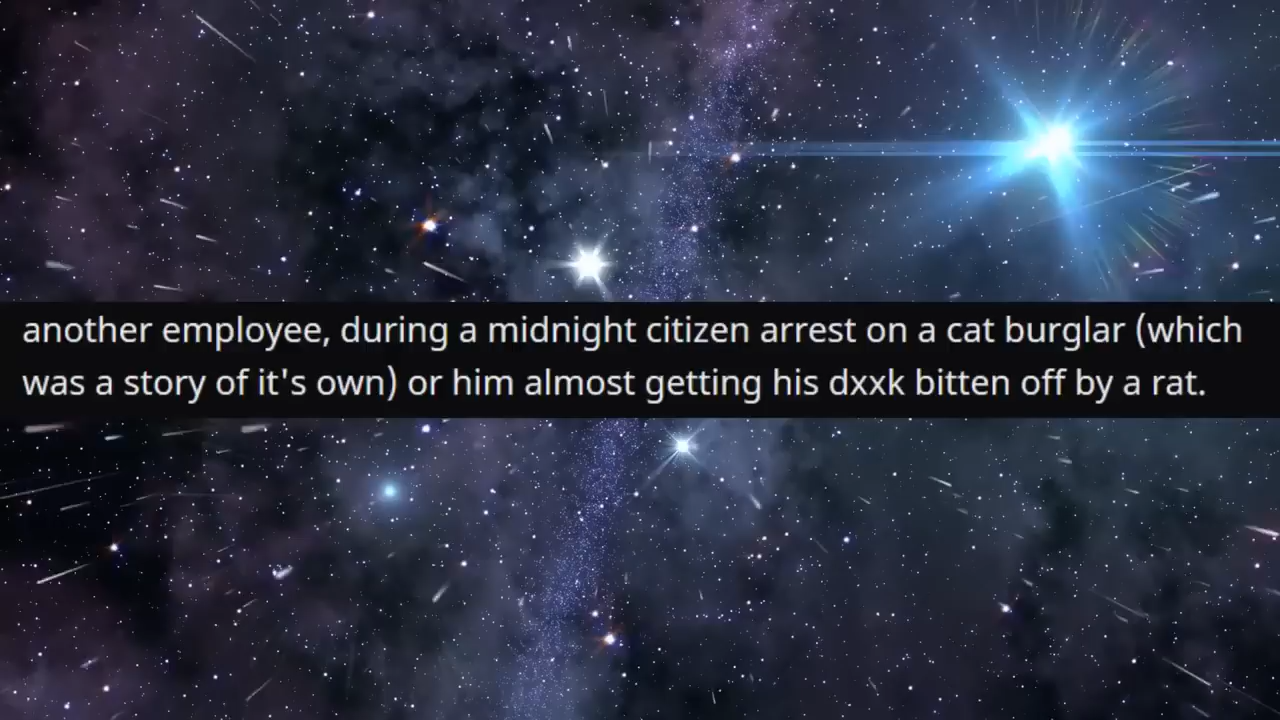 another employee, during a midnight citizen arrest on a cat burglar (which
was a story of it's own) or him almost getting his dxxk bitten off by a rat.